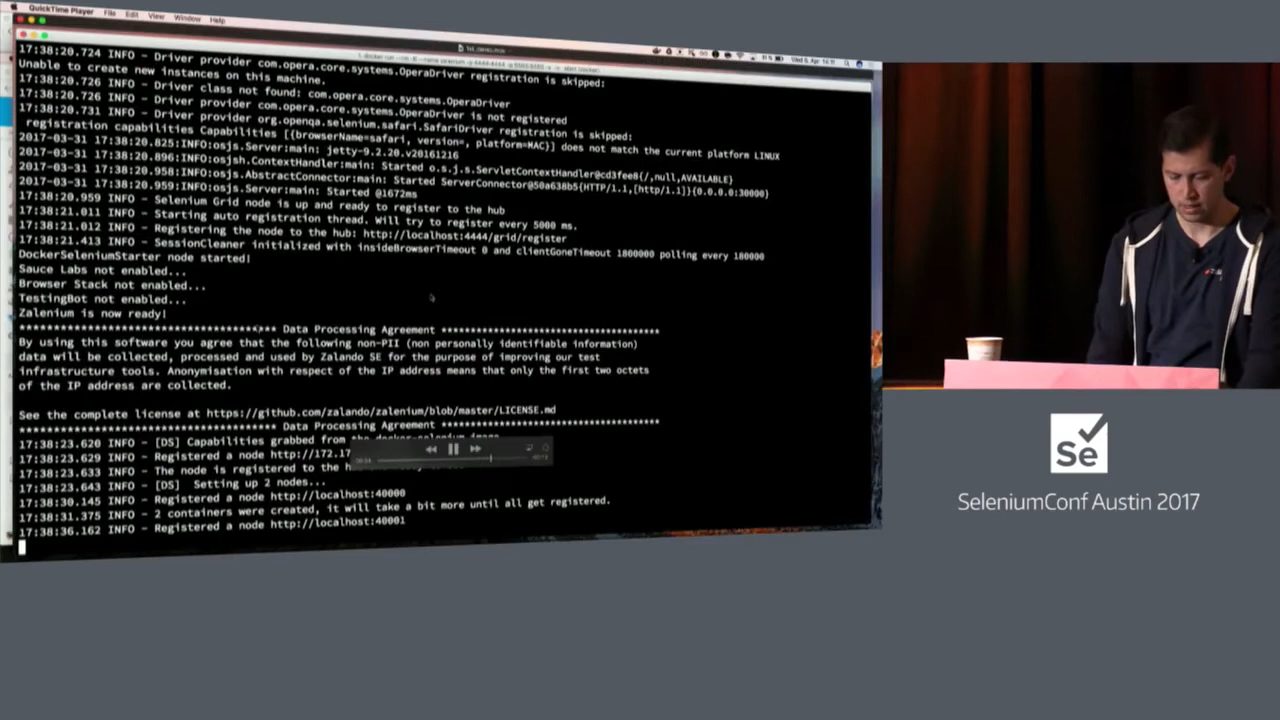 QuickTime Player File Edit View Window Help
17:38:20.724 INFO - Driver provider com.opera.core.systems.OperaDriver registration is skipped:
Unable to create new instances on this machine.
17:38:20.726 INFO - Driver class not found: com.opera.core.systems.OperaDriver
17:38:20.726 INFO - Driver provider com.opera.core.systems.OperaDriver is not registered
17:38:20.731 INFO - Driver provider org.openqa.selenium.safari.SafariDriver registration is skipped:
registration capabilities Capabilities [{browserName=safari, version=, platform=MAC}] does not match the current platform LINUX
2017-03-31 17:38:20.825:INFO:osjs.Server:main: jetty-9.2.20.v20161216
2017-03-31 17:38:20.896:INFO:osjsh.ContextHandler:main: Started o.s.j.s.ServletContextHandler@cd3fee8{/,null,AVAILABLE}
2017-03-31 17:38:20.958:INFO:osjs.AbstractConnector:main: Started ServerConnector@50a638b5{HTTP/1.1,[http/1.1]}{0.0.0.0:30000}
2017-03-31 17:38:20.959:INFO:osjs.Server:main: Started @1672ms
17:38:20.959 INFO - Selenium Grid node is up and ready to register to the hub
17:38:21.011 INFO - Starting auto registration thread. Will try to register every 5000 ms.
17:38:21.012 INFO - Registering the node to the hub: http://localhost:4444/grid/register
17:38:21.413 INFO - SessionCleaner initialized with insideBrowserTimeout 0 and clientGoneTimeout 1800000 polling every 180000
DockerSeleniumStarter node started!
Sauce Labs not enabled...
Browser Stack not enabled...
TestingBot not enabled...
Zalenium is now ready!
****************************************** Data Processing Agreement ***********************************
By using this software you agree that the following non-PII (non personally identifiable information)
data will be collected, processed and used by Zalando SE for the purpose of improving our test
infrastructure tools. Anonymisation with respect of the IP address means that only the first two octets
of the IP address are collected.
See the complete license at https://github.com/zalando/zalenium/blob/master/LICENSE.md
****************************************** Data Processing Agreement ***********************************
17:38:23.620 INFO - [DS] Capabilities grabbed from the docker-selenium image
17:38:23.629 INFO - Registered a node http://172.17
17:38:23.633 INFO - The node is registered to the
17:38:23.643 INFO - [DS] Setting up 2 nodes...
17:38:30.145 INFO - Registered a node http://localhost:40000
17:38:31.375 INFO - 2 containers were created, it will take a bit more until all get registered.
17:38:36.162 INFO - Registered a node http://localhost:40001
Se
SeleniumConf Austin 2017